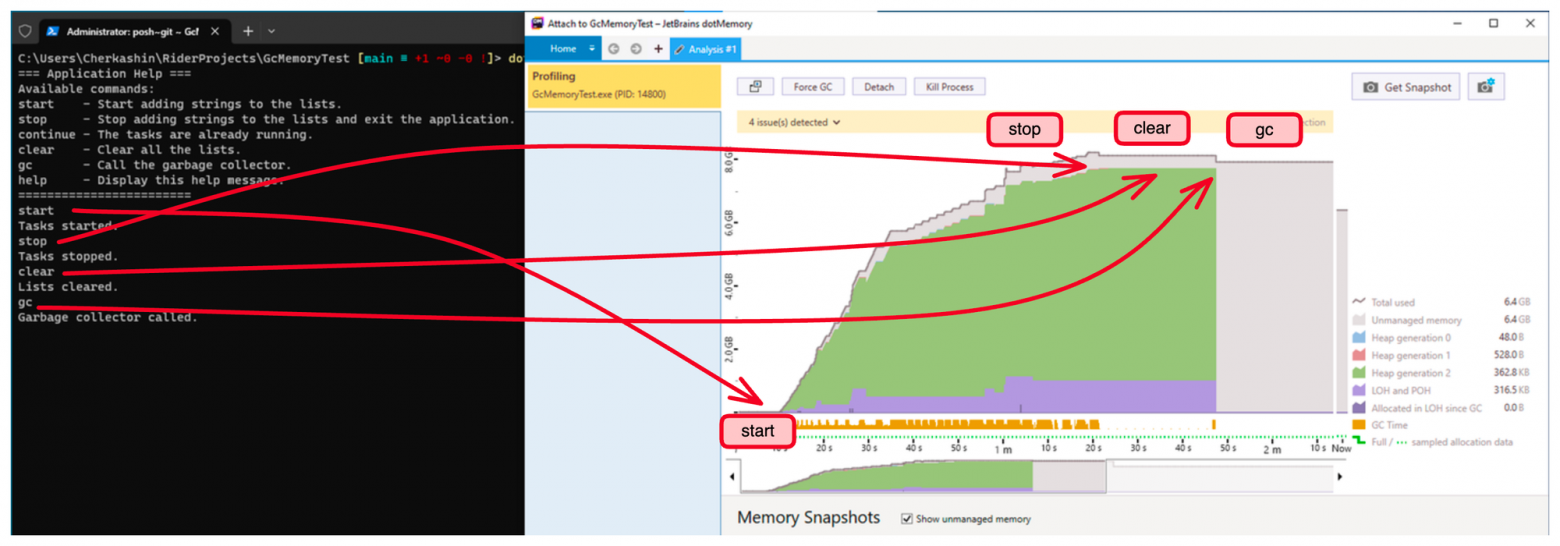 Administrator: posh~git ~ Gcl
C:\Users\Cherkashin\RiderProjects\GcMemoryTest [main ≡ +1 ~0 -0 !]> do
=== Application Help ===
Available commands:
start    - Start adding strings to the lists.
stop     - Stop adding strings to the lists and exit the application.
continue - The tasks are already running.
clear    - Clear all the lists.
gc       - Call the garbage collector.
help     - Display this help message.
========================
start
Tasks started.
stop
Tasks stopped.
clear
Lists cleared.
gc
Garbage collector called.
Attach to GcMemoryTest – JetBrains dotMemory
Home
Analysis #1
Profiling
GcMemoryTest.exe (PID: 14800)
Force GC
Detach
Kill Process
Get Snapshot
4 issue(s) detected
stop
clear
gc
8.0 GB
6.0 GB
4.0 GB
2.0 GB
start
20 s
30 s
40 s
50 s
1 m
10 s
20 s
30 s
40 s
50 s
2 m
10 s
Now
Total used 6.4 GB
Unmanaged memory 6.4 GB
Heap generation 0 48.0 B
Heap generation 1 528.0 B
Heap generation 2 362.8 KB
LOH and POH 316.5 KB
Allocated in LOH since GC 0.0 B
GC Time
Full / ••• sampled allocation data
Memory Snapshots
Show unmanaged memory